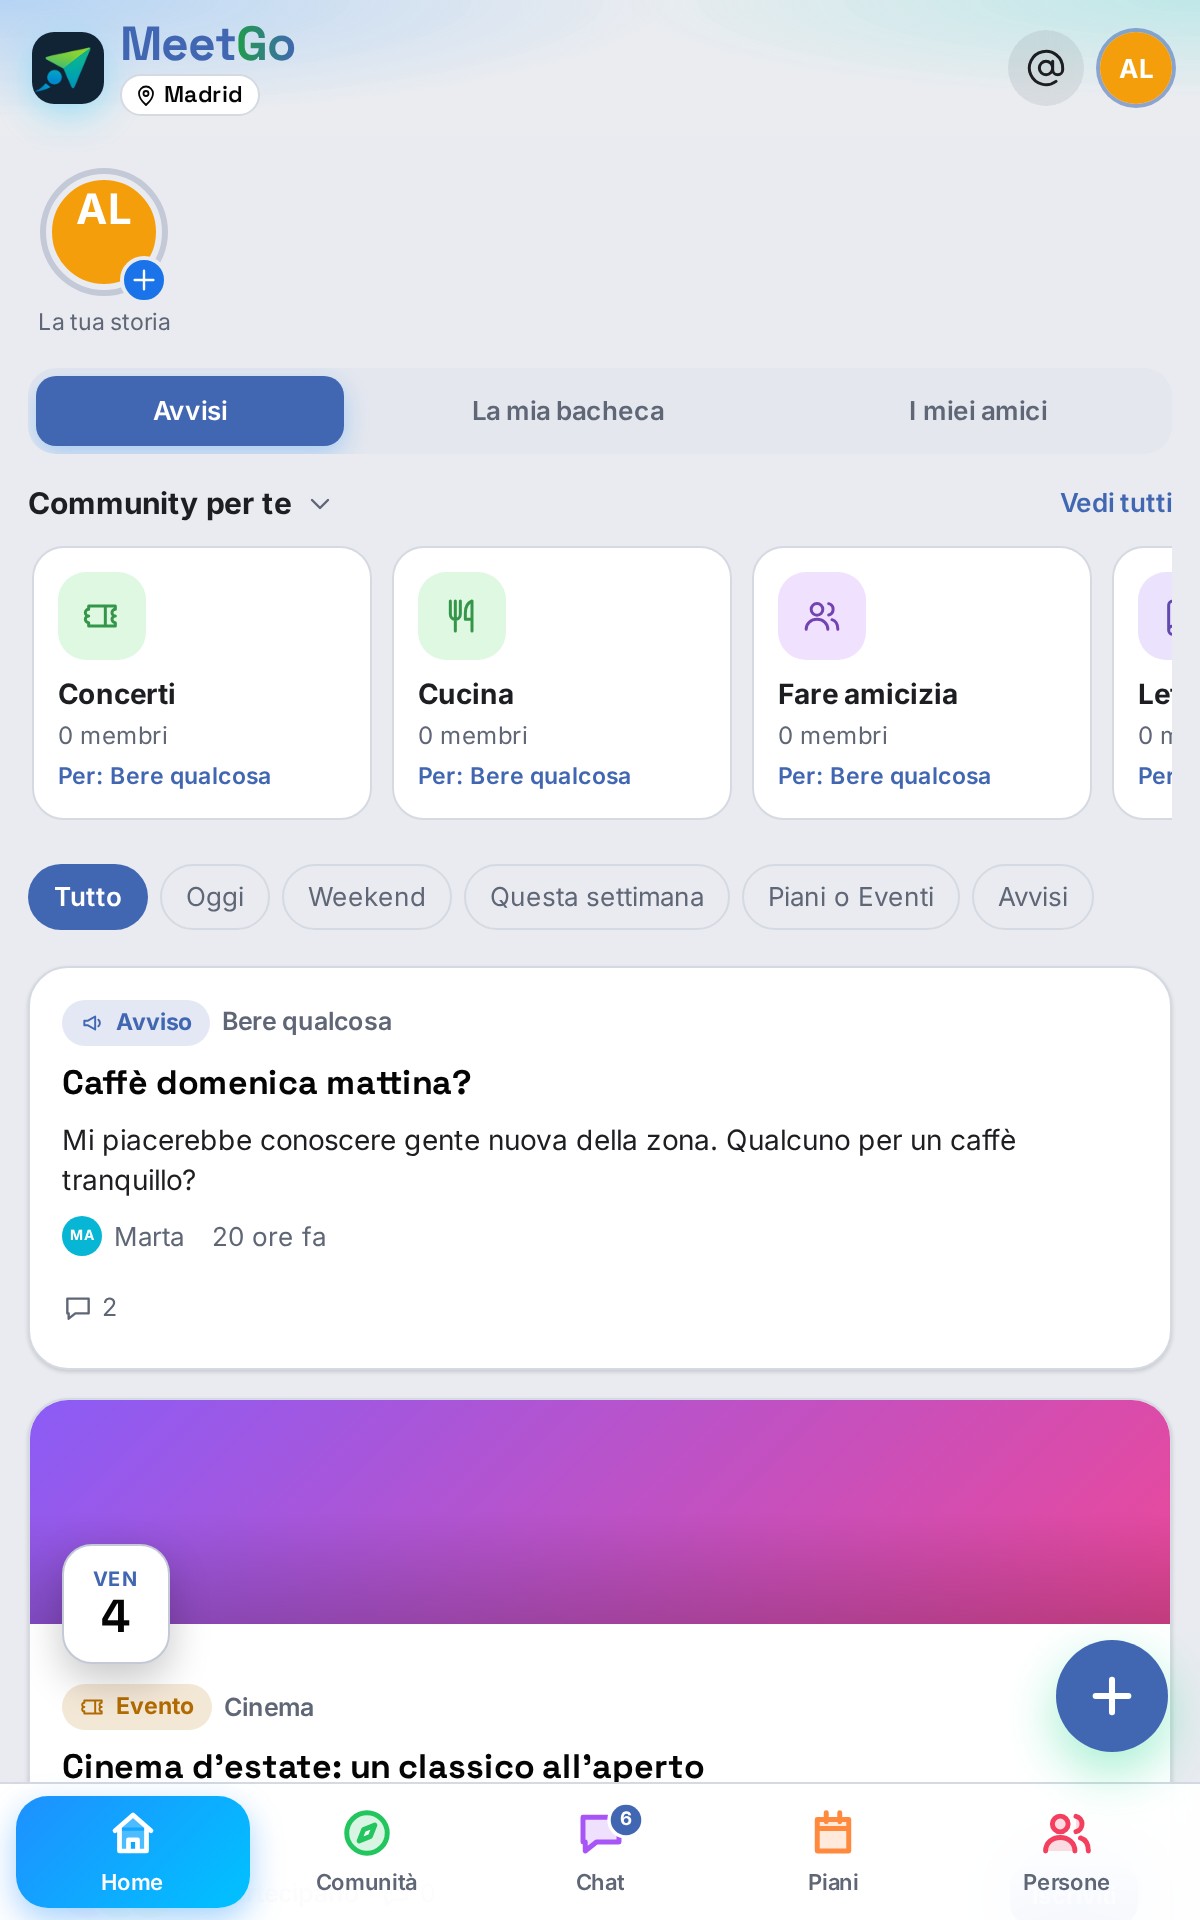 MeetGo
Madrid
@
AL
AL
La tua storia
Avvisi
La mia bacheca
I miei amici
Community per te
Vedi tutti
Concerti
0 membri
Per: Bere qualcosa
Cucina
0 membri
Per: Bere qualcosa
Fare amicizia
0 membri
Per: Bere qualcosa
Tutto
Oggi
Weekend
Questa settimana
Piani o Eventi
Avvisi
Avviso
Bere qualcosa
Caffè domenica mattina?
Mi piacerebbe conoscere gente nuova della zona. Qualcuno per un caffè
tranquillo?
MA
Marta
20 ore fa
2
VEN
4
Evento
Cinema
Cinema d’estate: un classico all’aperto
Home
Comunità
Chat
6
Piani
Persone